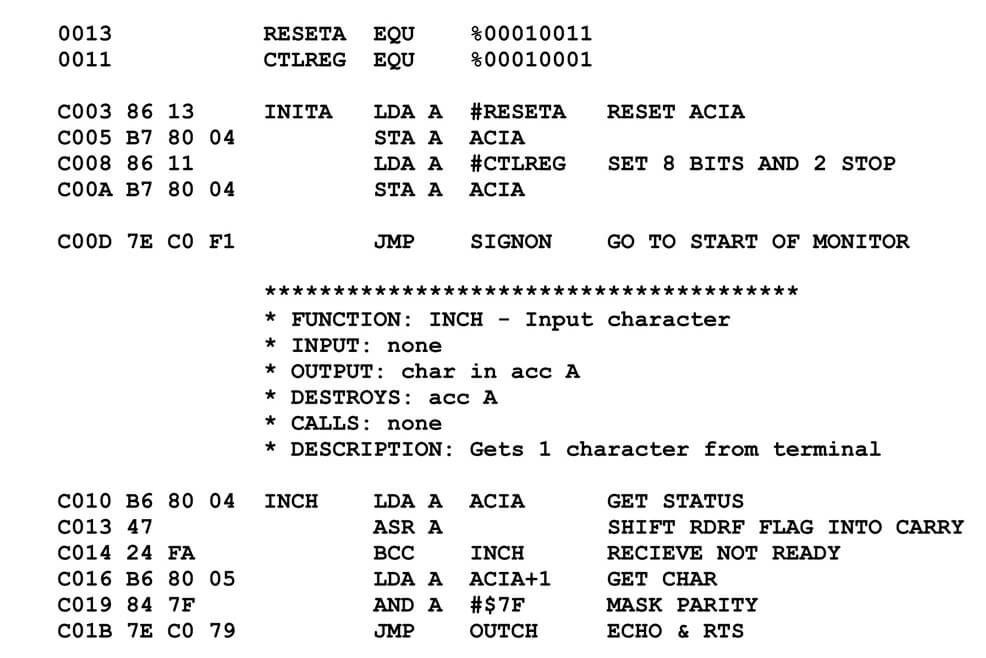 0013 RESETA EQU %00010011
0011 CTLREG EQU %00010001
C003 86 13 INITA LDA A #RESETA RESET ACIA
C005 B7 80 04 STA A ACIA
C008 86 11 LDA A #CTLREG SET 8 BITS AND 2 STOP
C00A B7 80 04 STA A ACIA
C00D 7E C0 F1 JMP SIGNON GO TO START OF MONITOR
***************************************
* FUNCTION: INCH - Input character
* INPUT: none
* OUTPUT: char in acc A
* DESTROYS: acc A
* CALLS: none
* DESCRIPTION: Gets 1 character from terminal
C010 B6 80 04 INCH LDA A ACIA GET STATUS
C013 47 ASR A SHIFT RDRF FLAG INTO CARRY
C014 24 FA BCC INCH RECIEVE NOT READY
C016 B6 80 05 LDA A ACIA+1 GET CHAR
C019 84 7F AND A #$7F MASK PARITY
C01B 7E C0 79 JMP OUTCH ECHO & RTS